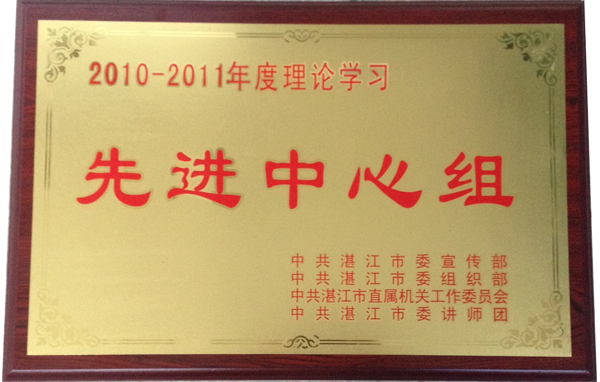 2010-2011年度理论学习
先进中心组
中共湛江市委宣传部
中共湛江市委组织部
中共湛江市直属机关工作委员会
中共湛江市委讲师团